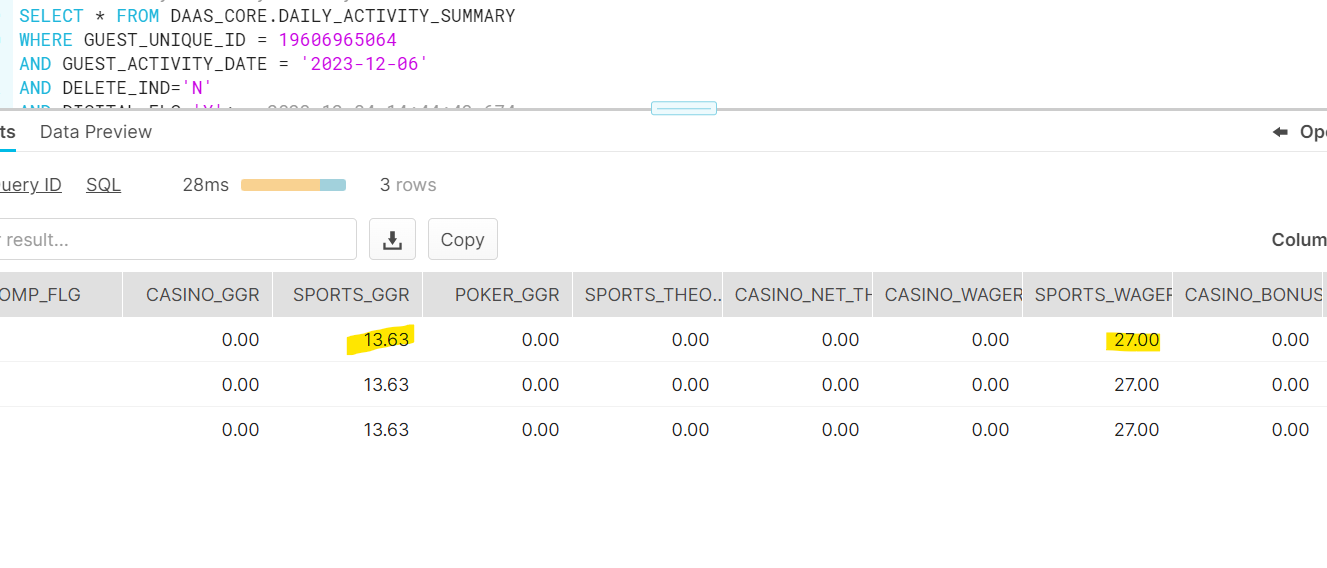 SELECT * FROM DAAS_CORE.DAILY_ACTIVITY_SUMMARY
WHERE GUEST_UNIQUE_ID = 19606965064
AND GUEST_ACTIVITY_DATE = '2023-12-06'
AND DELETE_IND='N'
ts Data Preview Op
uery ID SQL 28ms 3 rows
result... Copy Colum
OMP_FLG CASINO_GGR SPORTS_GGR POKER_GGR SPORTS_THEO... CASINO_NET_TH CASINO_WAGER SPORTS_WAGER CASINO_BONUS
0.00 13.63 0.00 0.00 0.00 0.00 27.00 0.00
0.00 13.63 0.00 0.00 0.00 0.00 27.00 0.00
0.00 13.63 0.00 0.00 0.00 0.00 27.00 0.00